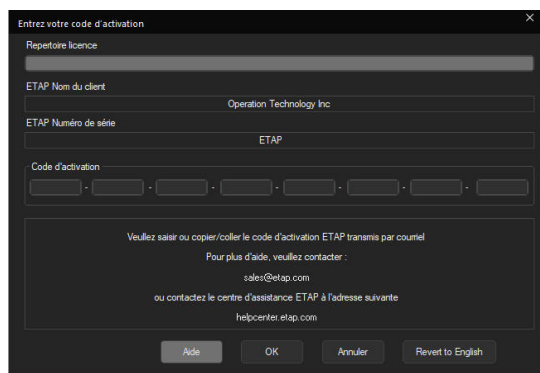 Entrez votre code d'activation
Repertoire licence
ETAP Nom du client
Operation Technology Inc
ETAP Numéro de série
ETAP
Code d'activation
- - - - - - -
Veullez saisir ou copier/coller le code d'activation ETAP transmis par courriel
Pour plus d'aide, veuillez contacter :
sales@etap.com
ou contactez le centre d'assistance ETAP à l'adresse suivante
helpcenter.etap.com
Aide OK Annuler Revert to English